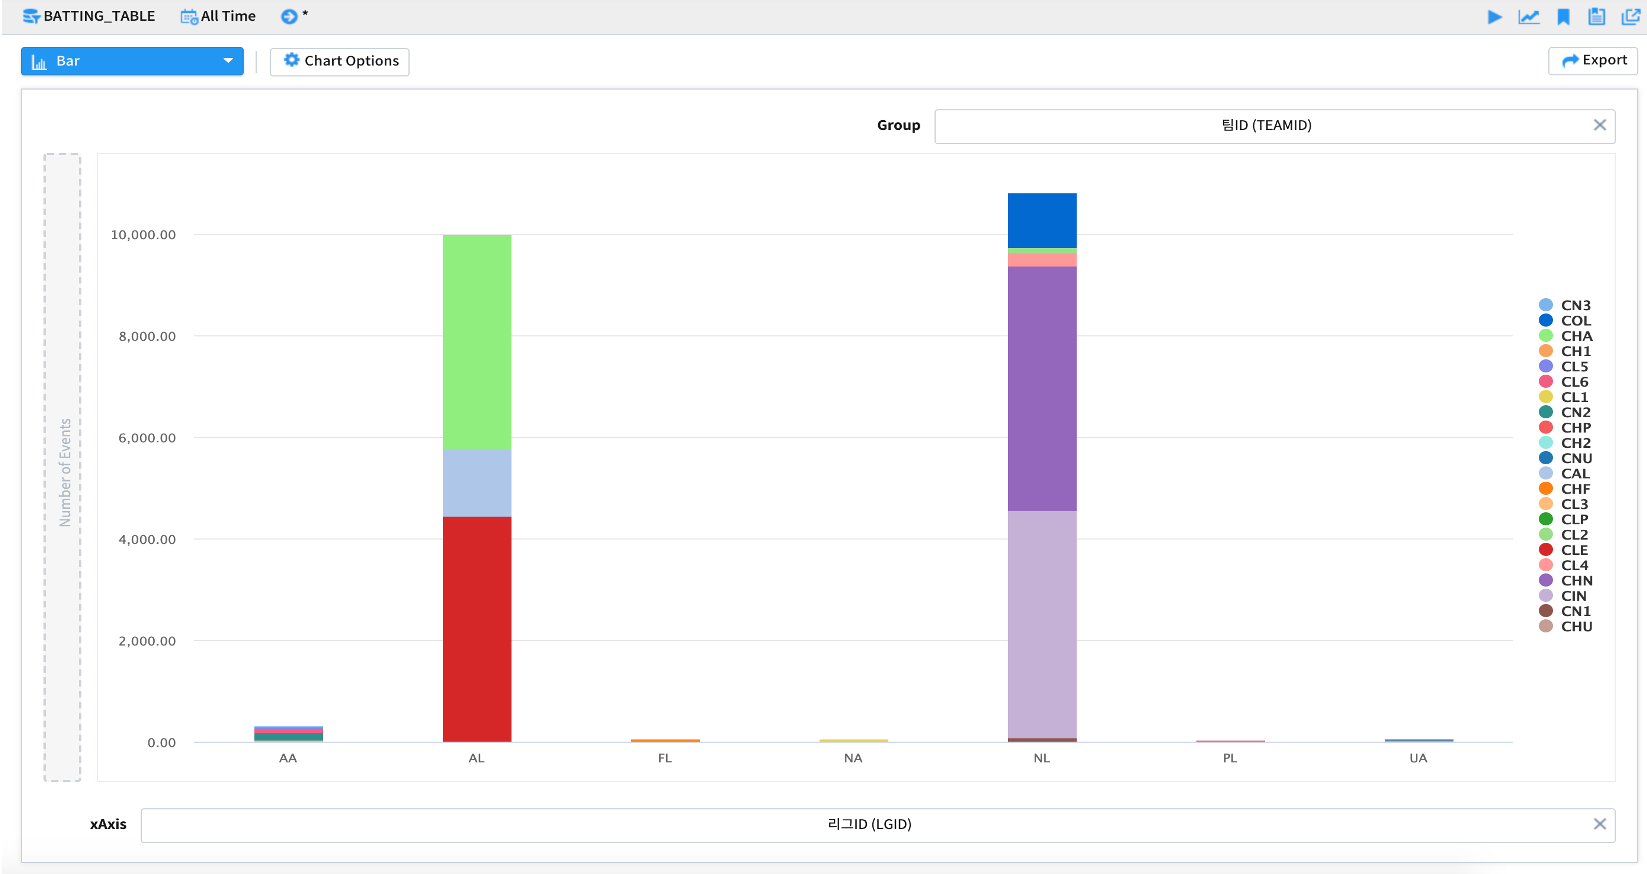 BATTING_TABLE All Time *
Bar Chart Options Export
Group 팀ID (TEAMID)
Number of Events
10,000.00
8,000.00
6,000.00
4,000.00
2,000.00
0.00
AA AL FL NA NL PL UA
CN3
COL
CHA
CH1
CL5
CL6
CL1
CN2
CHP
CH2
CNU
CAL
CHF
CL3
CLP
CL2
CLE
CL4
CHN
CIN
CN1
CHU
xAxis 리그ID (LGID)